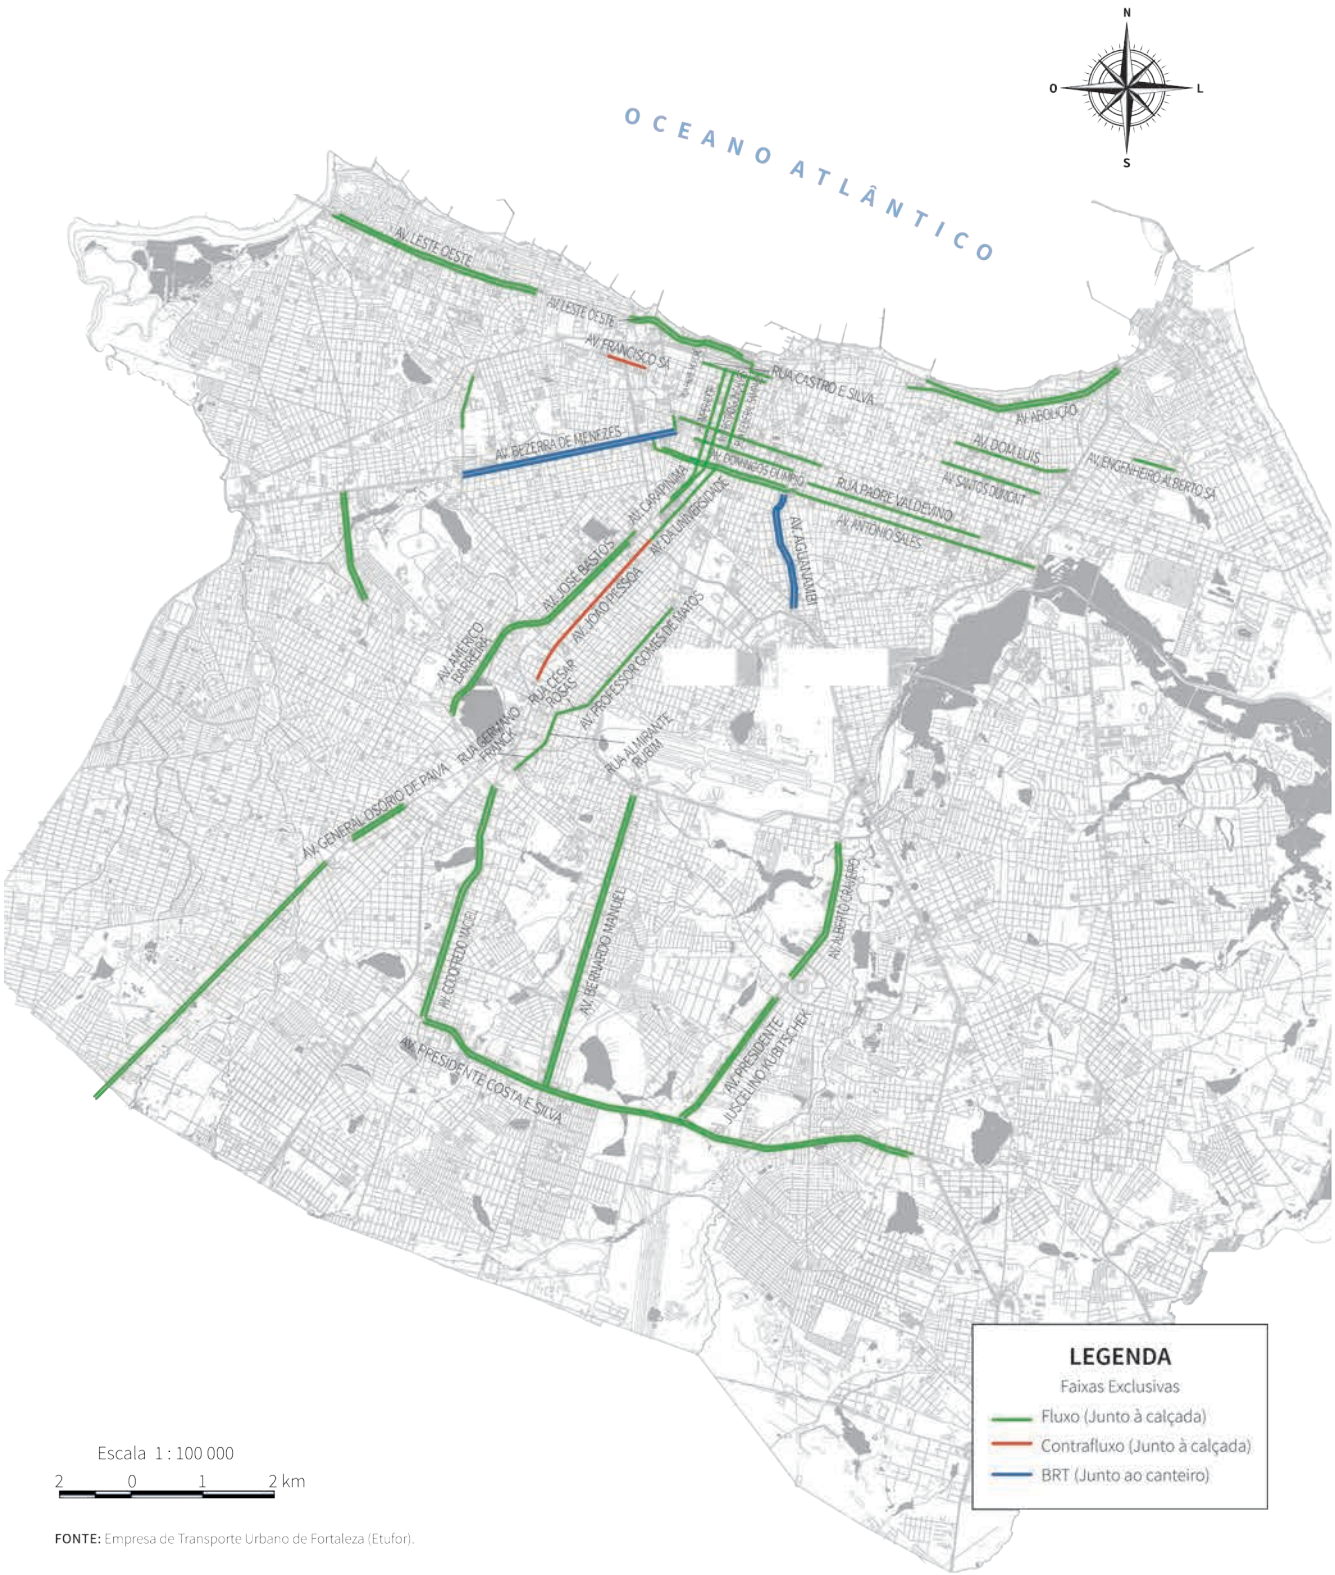 N
O
L
S
OCEANO ATLÂNTICO
AV. LESTE OESTE
AV. LESTE OESTE
AV. FRANCISCO SÁ
RUA CASTRO E SILVA
AV. ABOLIÇÃO
AV. BEZERRA DE MENEZES
AV. DOM LUÍS
AV. ENGENHEIRO ALBERTO SÁ
AV. DOMINGOS OLÍMPIO
AV. SANTOS DUMONT
RUA PADRE VALDEVINO
AV. CARAPINIMA
AV. DA UNIVERSIDADE
AV. ANTÔNIO SALES
AV. AGUANAMBI
AV. JOSÉ BASTOS
AV. JOÃO PESSOA
AV. AMÉRICO
BARREIRA
AV. PROFESSOR GOMES DE MATOS
RUA CÉSAR
ROSAS
RUA GERMANO
FRANCK
RUA ALMIRANTE
RUBIM
AV. GENERAL OSÓRIO DE PAIVA
AV. GODOFREDO MACIEL
AV. BERNARDO MANUEL
AV. ALBERTO CRAVEIRO
AV. PRESIDENTE
JUSCELINO KUBITSCHEK
AV. PRESIDENTE COSTA E SILVA
LEGENDA
Faixas Exclusivas
Fluxo (Junto à calçada)
Contrafluxo (Junto à calçada)
BRT (Junto ao canteiro)
Escala 1 : 100 000
2 0 1 2 km
FONTE: Empresa de Transporte Urbano de Fortaleza (Etufor).